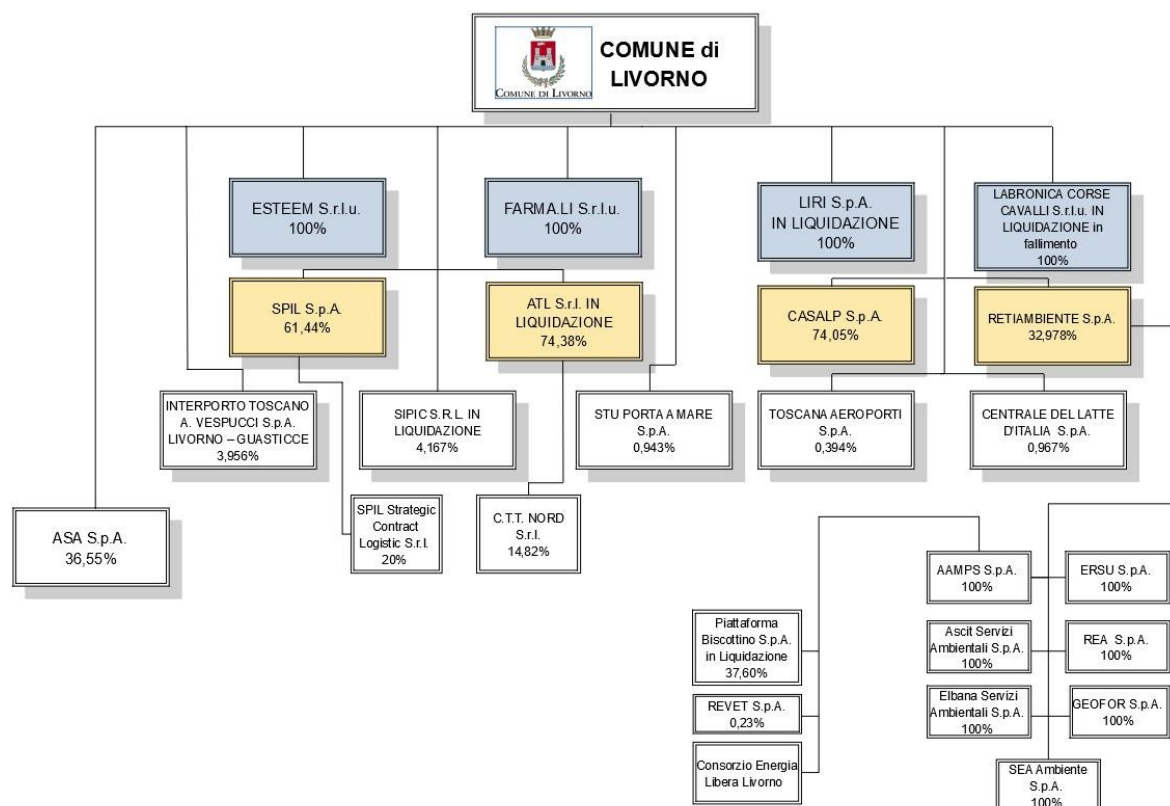 COMUNE di
LIVORNO
COMUNE DI LIVORNO
ESTEEM S.r.l.u.
100%
FARMA.LI S.r.l.u.
100%
LIRI S.p.A.
IN LIQUIDAZIONE
100%
LABRONICA CORSE
CAVALLI S.r.l.u. IN
LIQUIDAZIONE in
fallimento
100%
SPIL S.p.A.
61,44%
ATL S.r.l. IN
LIQUIDAZIONE
74,38%
CASALP S.p.A.
74,05%
RETIAMBIENTE S.p.A.
32,978%
INTERPORTO TOSCANO
A. VESPUCCI S.p.A.
LIVORNO – GUASTICCE
3,956%
SIPIC S.R.L. IN
LIQUIDAZIONE
4,167%
STU PORTA A MARE
S.p.A.
0,943%
TOSCANA AEROPORTI
S.p.A.
0,394%
CENTRALE DEL LATTE
D'ITALIA S.p.A.
0,967%
ASA S.p.A.
36,55%
SPIL Strategic
Contract
Logistic S.r.l.
20%
C.T.T. NORD
S.r.l.
14,82%
AAMPS S.p.A.
100%
ERSU S.p.A.
100%
Piattaforma
Biscottino S.p.A.
in Liquidazione
37,60%
Ascit Servizi
Ambientali S.p.A.
100%
REA S.p.A.
100%
REVET S.p.A.
0,23%
Elbana Servizi
Ambientali S.p.A.
100%
GEOFOR S.p.A.
100%
Consorzio Energia
Libera Livorno
SEA Ambiente
S.p.A.
100%